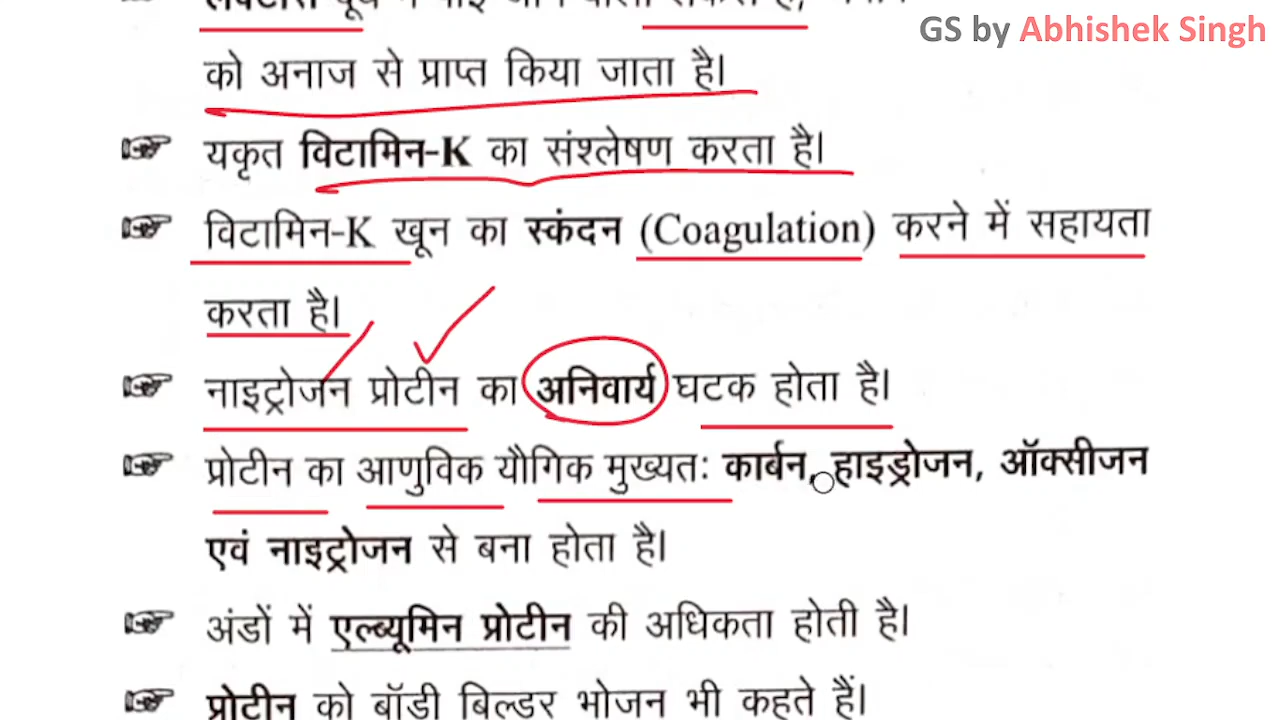 GS by Abhishek Singh
को अनाज से प्राप्त किया जाता है।
यकृत विटामिन-K का संश्लेषण करता है।
विटामिन-K खून का स्कंदन (Coagulation) करने में सहायता
करता है।
नाइट्रोजन प्रोटीन का अनिवार्य घटक होता है।
प्रोटीन का आणुविक यौगिक मुख्यतः कार्बन, हाइड्रोजन, ऑक्सीजन
एवं नाइट्रोजन से बना होता है।
अंडों में एल्ब्यूमिन प्रोटीन की अधिकता होती है।
प्रोटीन को बॉडी बिल्डर भोजन भी कहते हैं।